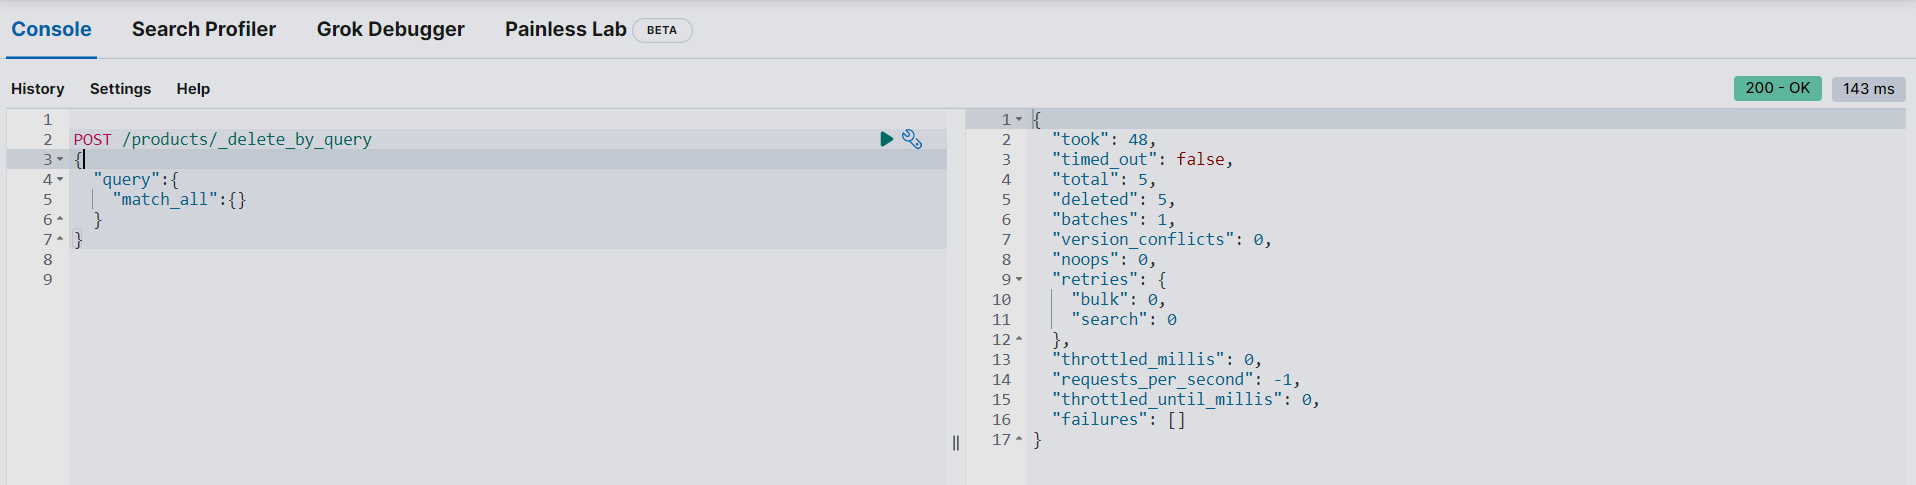 Console Search Profiler Grok Debugger Painless Lab BETA
History Settings Help 200 - OK 143 ms
1
2 POST /products/_delete_by_query
3 {
4 "query":{
5 "match_all":{}
6 }
7 }
8
9
1 {
2 "took": 48,
3 "timed_out": false,
4 "total": 5,
5 "deleted": 5,
6 "batches": 1,
7 "version_conflicts": 0,
8 "noops": 0,
9 "retries": {
10 "bulk": 0,
11 "search": 0
12 },
13 "throttled_millis": 0,
14 "requests_per_second": -1,
15 "throttled_until_millis": 0,
16 "failures": []
17 }